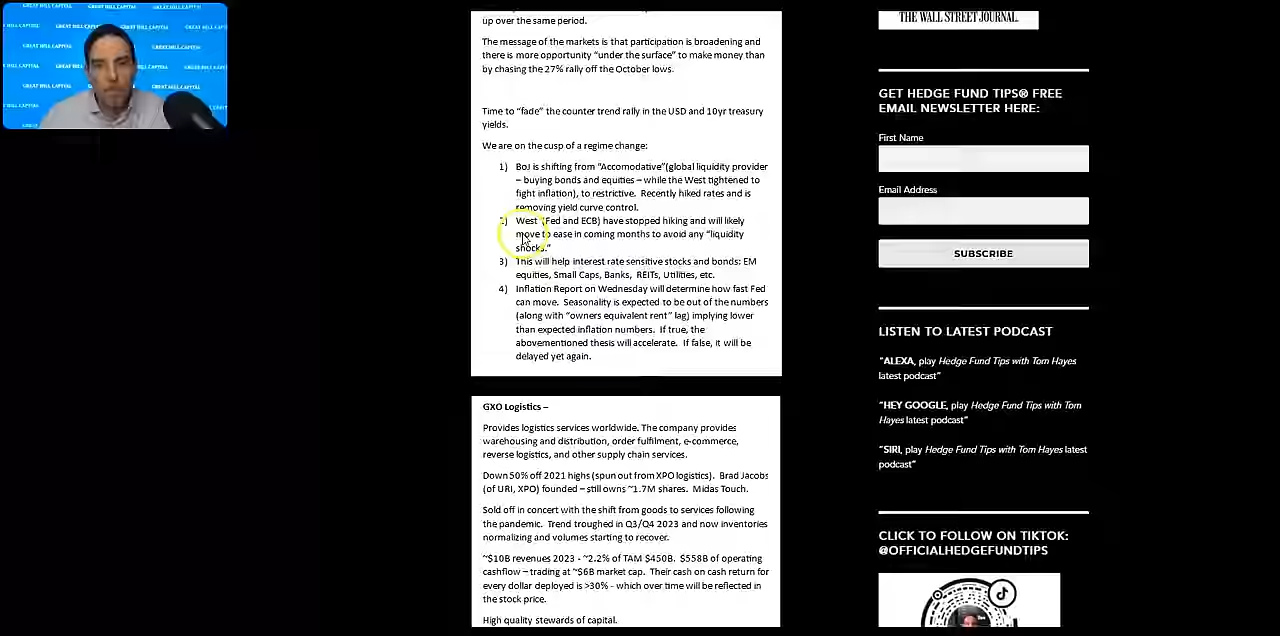 GREAT HILL CAPITAL
up over the same period.
The message of the markets is that participation is broadening and
there is more opportunity "under the surface" to make money than
by chasing the 27% rally off the October lows.
Time to "fade" the counter trend rally in the USD and 10yr treasury
yields.
We are on the cusp of a regime change:
1) BoJ is shifting from "Accomodative"(global liquidity provider
– buying bonds and equities – while the West tightened to
fight inflation), to restrictive. Recently hiked rates and is
removing yield curve control.
2) West (Fed and ECB) have stopped hiking and will likely
move to ease in coming months to avoid any "liquidity
shocks."
3) This will help interest rate sensitive stocks and bonds: EM
equities, Small Caps, Banks, REITs, Utilities, etc.
4) Inflation Report on Wednesday will determine how fast Fed
can move. Seasonality is expected to be out of the numbers
(along with "owners equivalent rent" lag) implying lower
than expected inflation numbers. If true, the
abovementioned thesis will accelerate. If false, it will be
delayed yet again.
GXO Logistics –
Provides logistics services worldwide. The company provides
warehousing and distribution, order fulfilment, e-commerce,
reverse logistics, and other supply chain services.
Down 50% off 2021 highs (spun out from XPO logistics). Brad Jacobs
(of URI, XPO) founded – still owns ~1.7M shares. Midas Touch.
Sold off in concert with the shift from goods to services following
the pandemic. Trend troughed in Q3/Q4 2023 and now inventories
normalizing and volumes starting to recover.
~$10B revenues 2023 - ~2.2% of TAM $450B. $558B of operating
cashflow – trading at ~$6B market cap. Their cash on cash return for
every dollar deployed is >30% - which over time will be reflected in
the stock price.
High quality stewards of capital.
THE WALL STREET JOURNAL.
GET HEDGE FUND TIPS® FREE
EMAIL NEWSLETTER HERE:
First Name
Email Address
SUBSCRIBE
LISTEN TO LATEST PODCAST
"ALEXA, play Hedge Fund Tips with Tom Hayes
latest podcast"
"HEY GOOGLE, play Hedge Fund Tips with Tom
Hayes latest podcast"
"SIRI, play Hedge Fund Tips with Tom Hayes latest
podcast"
CLICK TO FOLLOW ON TIKTOK:
@OFFICIALHEDGEFUNDTIPS